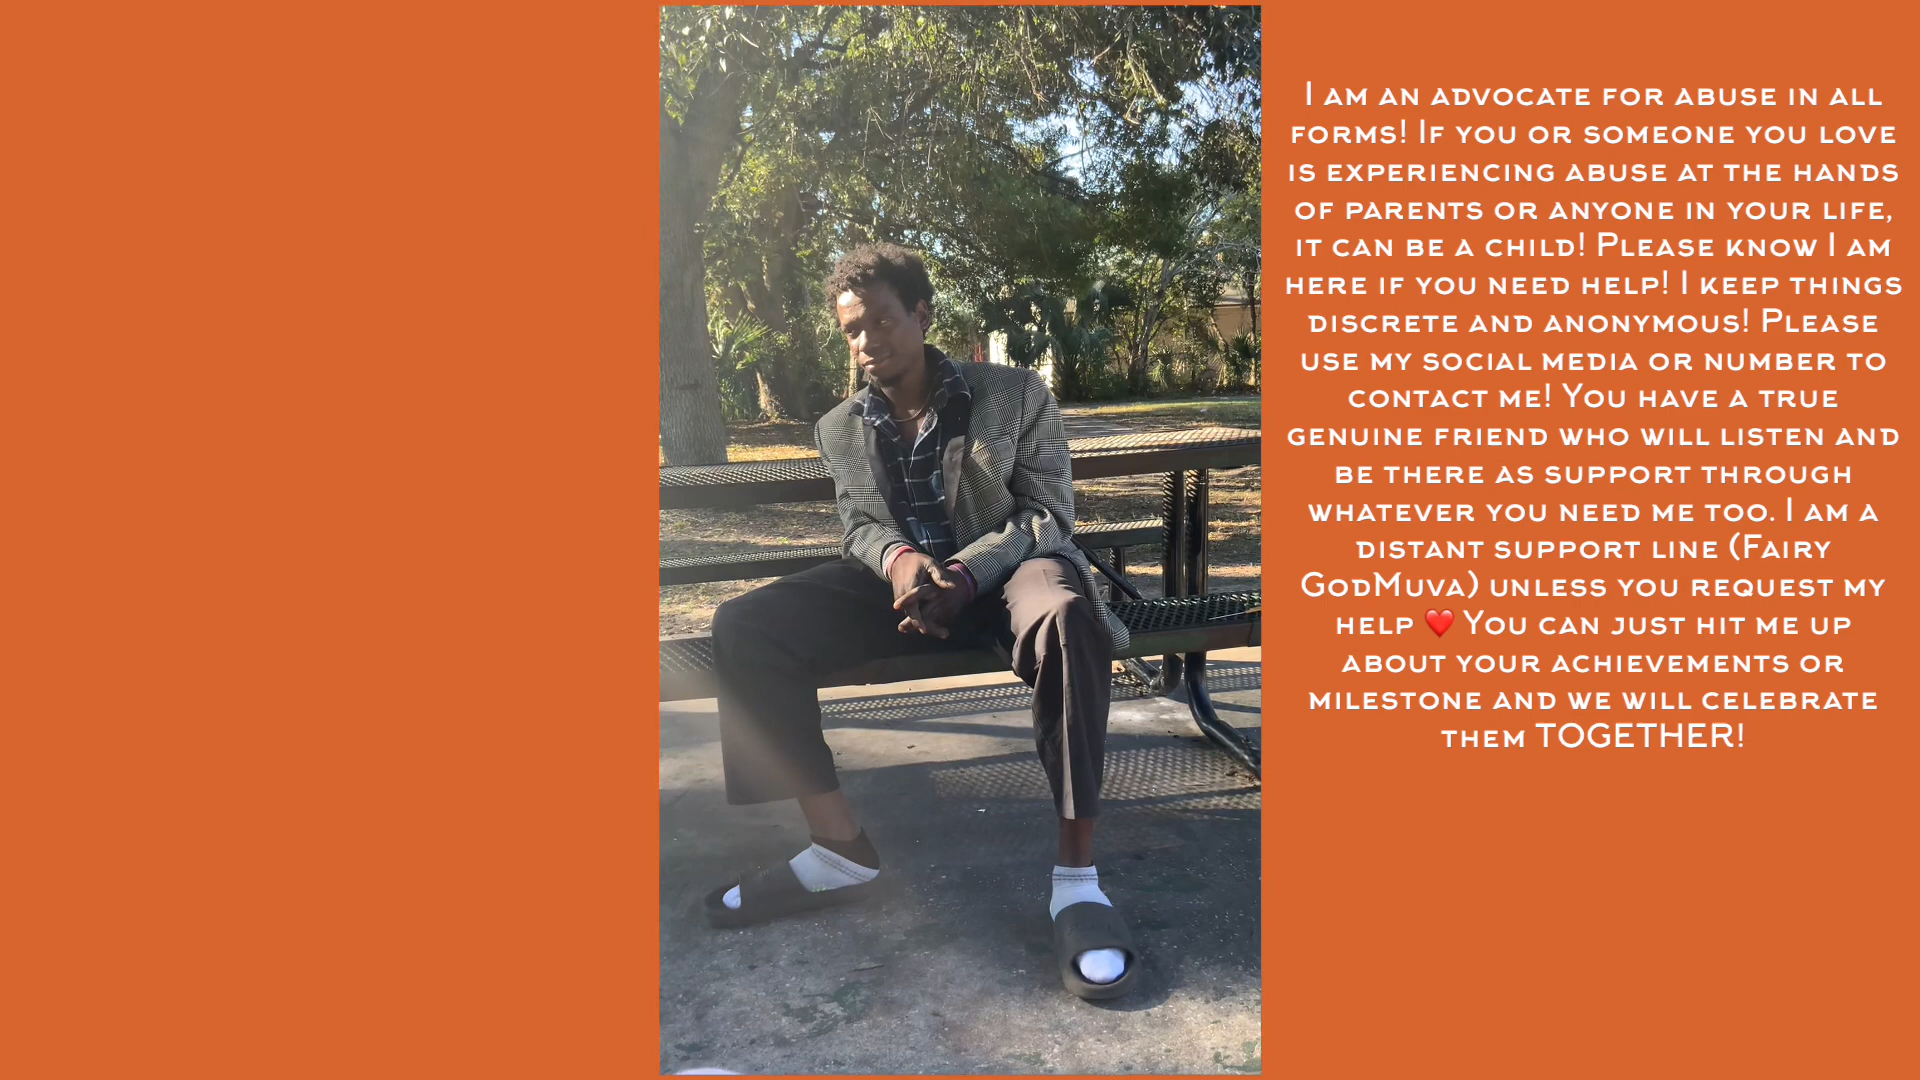 I am an advocate for abuse in all
forms! If you or someone you love
is experiencing abuse at the hands
of parents or anyone in your life,
it can be a child! Please know I am
here if you need help! I keep things
discrete and anonymous! Please
use my social media or number to
contact me! You have a true
genuine friend who will listen and
be there as support through
whatever you need me too. I am a
distant support line (Fairy
GodMuva) unless you request my
help ❤️ You can just hit me up
about your achievements or
milestone and we will celebrate
them TOGETHER!